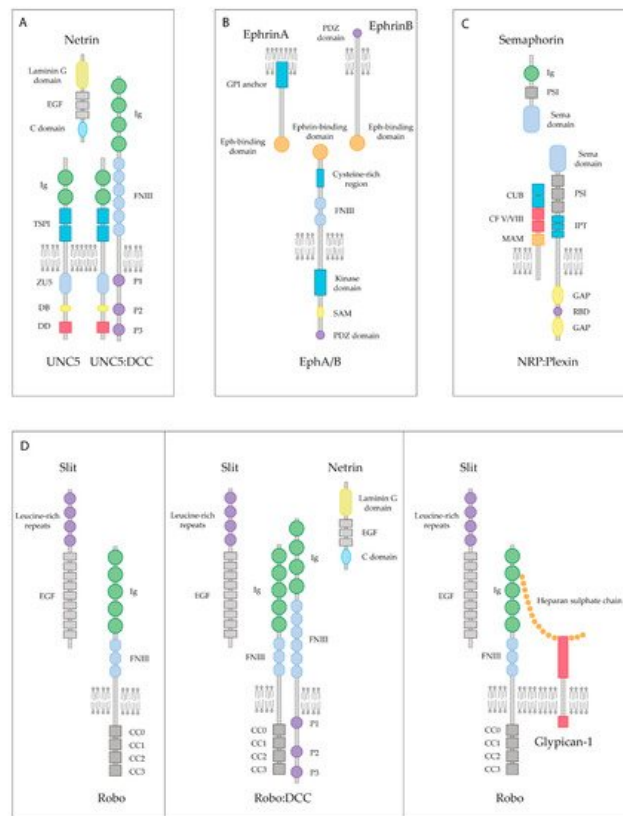 A
Netrin
Laminin G
domain
EGF
C domain
Ig
Ig
FNIII
TSPI
ZU5
P1
DB
P2
DD
P3
UNC5
UNC5:DCC
B
EphrinA
PDZ
domain
EphrinB
GPI anchor
Eph-binding
domain
Ephrin-binding
domain
Eph-binding
domain
Cysteine-rich
region
FNIII
Kinase
domain
SAM
PDZ domain
EphA/B
C
Semaphorin
Ig
PSI
Sema
domain
Sema
domain
PSI
CUB
CF V/VIII
IPT
MAM
GAP
RBD
GAP
NRP:Plexin
D
Slit
Leucine-rich
repeats
EGF
Ig
FNIII
CC0
CC1
CC2
CC3
Robo
Slit
Netrin
Leucine-rich
repeats
Laminin G
domain
EGF
C domain
EGF
Ig
FNIII
FNIII
CC0
CC1
CC2
CC3
P1
P2
P3
Robo:DCC
Slit
Leucine-rich
repeats
EGF
Ig
Heparan sulphate chain
FNIII
CC0
CC1
CC2
CC3
Glypican-1
Robo